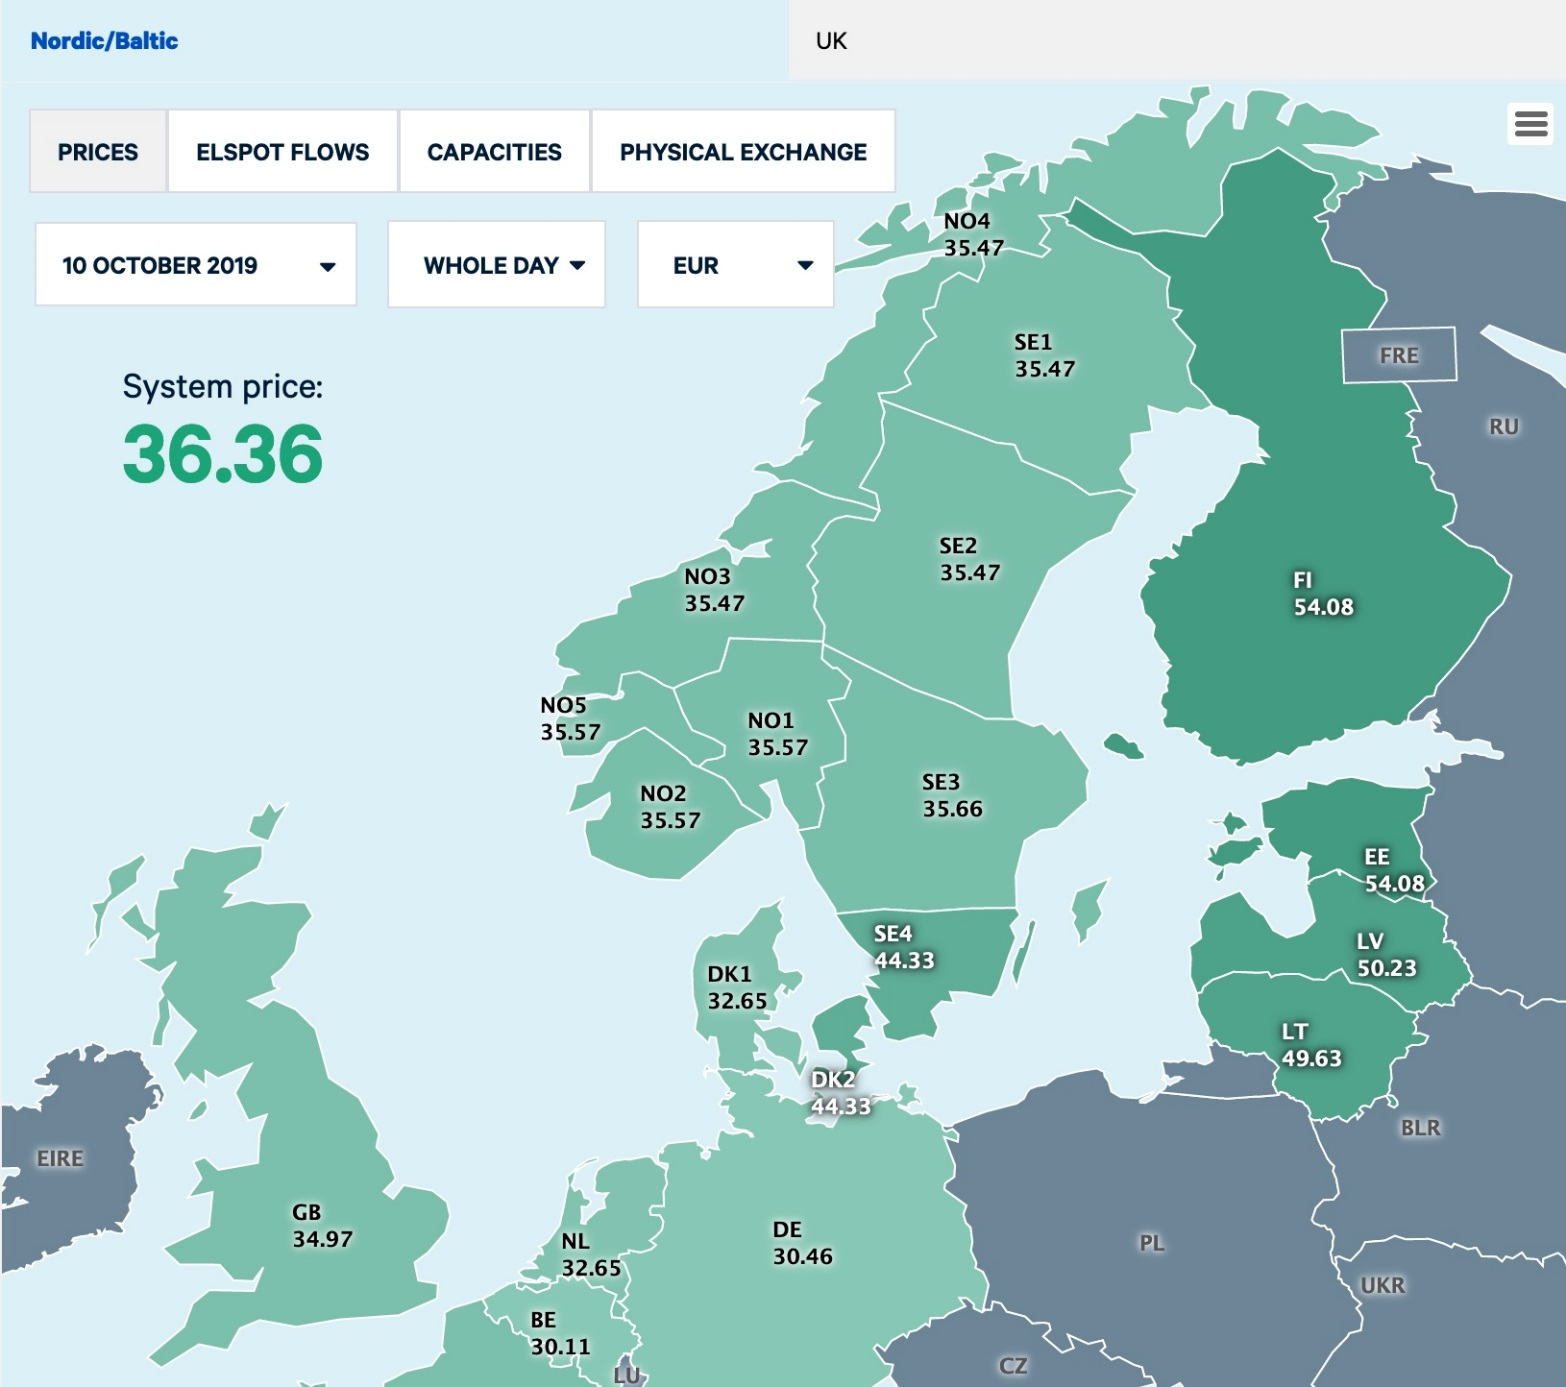 Nordic/Baltic
UK
PRICES
ELSPOT FLOWS
CAPACITIES
PHYSICAL EXCHANGE
10 OCTOBER 2019
WHOLE DAY
EUR
System price:
36.36
NO4
35.47
SE1
35.47
FRE
RU
SE2
35.47
NO3
35.47
FI
54.08
NO5
35.57
NO1
35.57
NO2
35.57
SE3
35.66
EE
54.08
SE4
44.33
LV
50.23
DK1
32.65
LT
49.63
DK2
44.33
BLR
EIRE
GB
34.97
NL
32.65
DE
30.46
PL
UKR
BE
30.11
LU
CZ